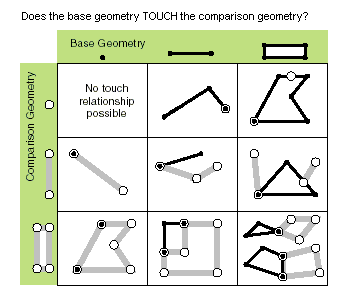 Does the base geometry TOUCH the comparison geometry?
Base Geometry
Comparison Geometry
No touch
relationship
possible